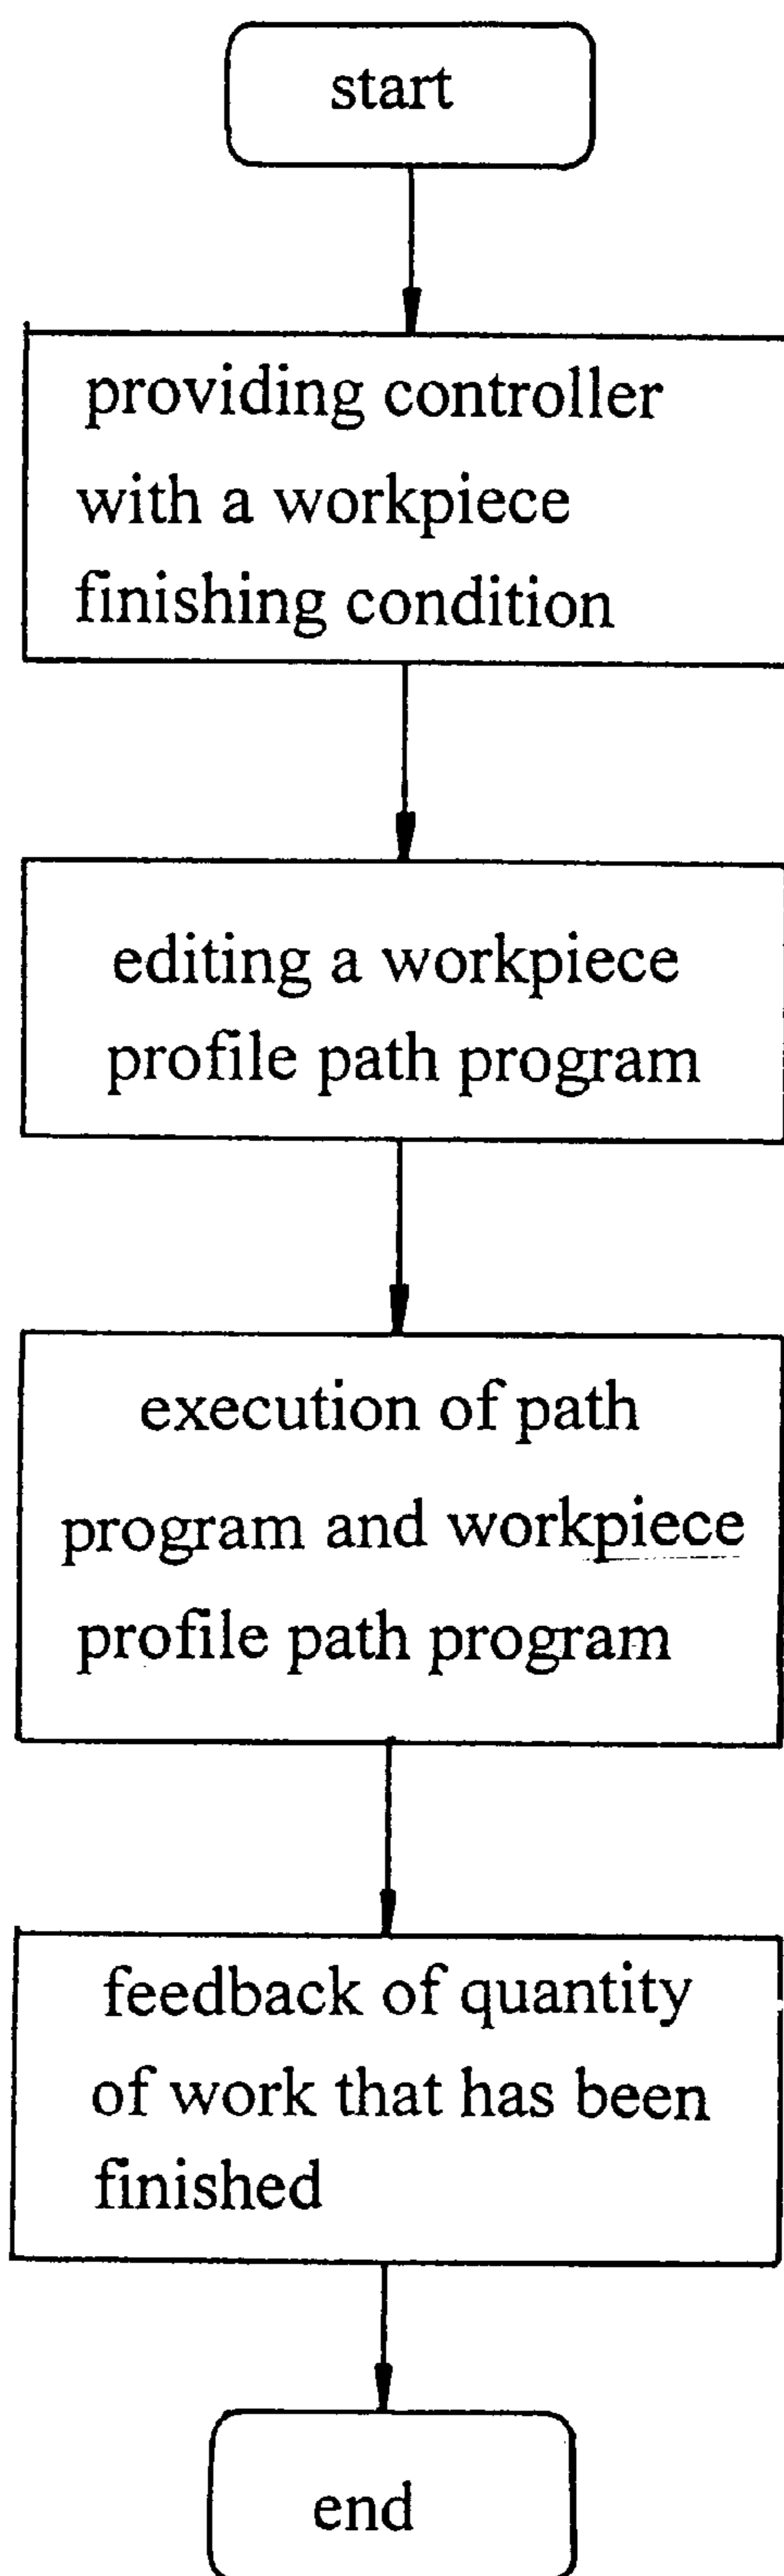 start
providing controller
with a workpiece
finishing condition
editing a workpiece
profile path program
execution of path
program and workpiece
profile path program
feedback of quantity
of work that has been
finished
end